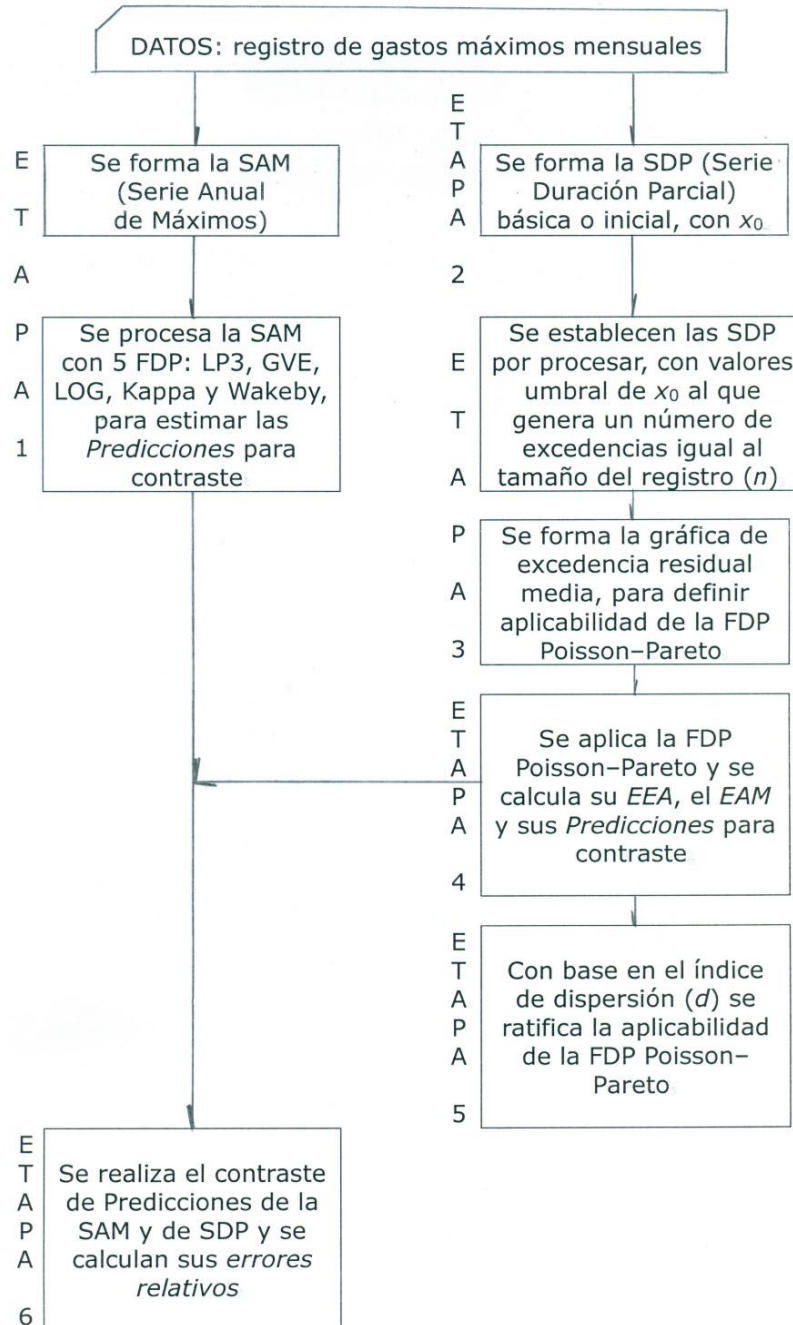 DATOS: registro de gastos máximos mensuales
ETAPA 1
Se forma la SAM
(Serie Anual
de Máximos)
Se procesa la SAM
con 5 FDP: LP3, GVE,
LOG, Kappa y Wakeby,
para estimar las
Predicciones para
contraste
ETAPA 2
Se forma la SDP (Serie
Duración Parcial)
básica o inicial, con x0
ETAPA 3
Se establecen las SDP
por procesar, con valores
umbral de x0 al que
genera un número de
excedencias igual al
tamaño del registro (n)
Se forma la gráfica de
excedencia residual
media, para definir
aplicabilidad de la FDP
Poisson–Pareto
ETAPA 4
Se aplica la FDP
Poisson–Pareto y se
calcula su EEA, el EAM
y sus Predicciones para
contraste
ETAPA 5
Con base en el índice
de dispersión (d) se
ratifica la aplicabilidad
de la FDP Poisson–
Pareto
ETAPA 6
Se realiza el contraste
de Predicciones de la
SAM y de SDP y se
calculan sus errores
relativos